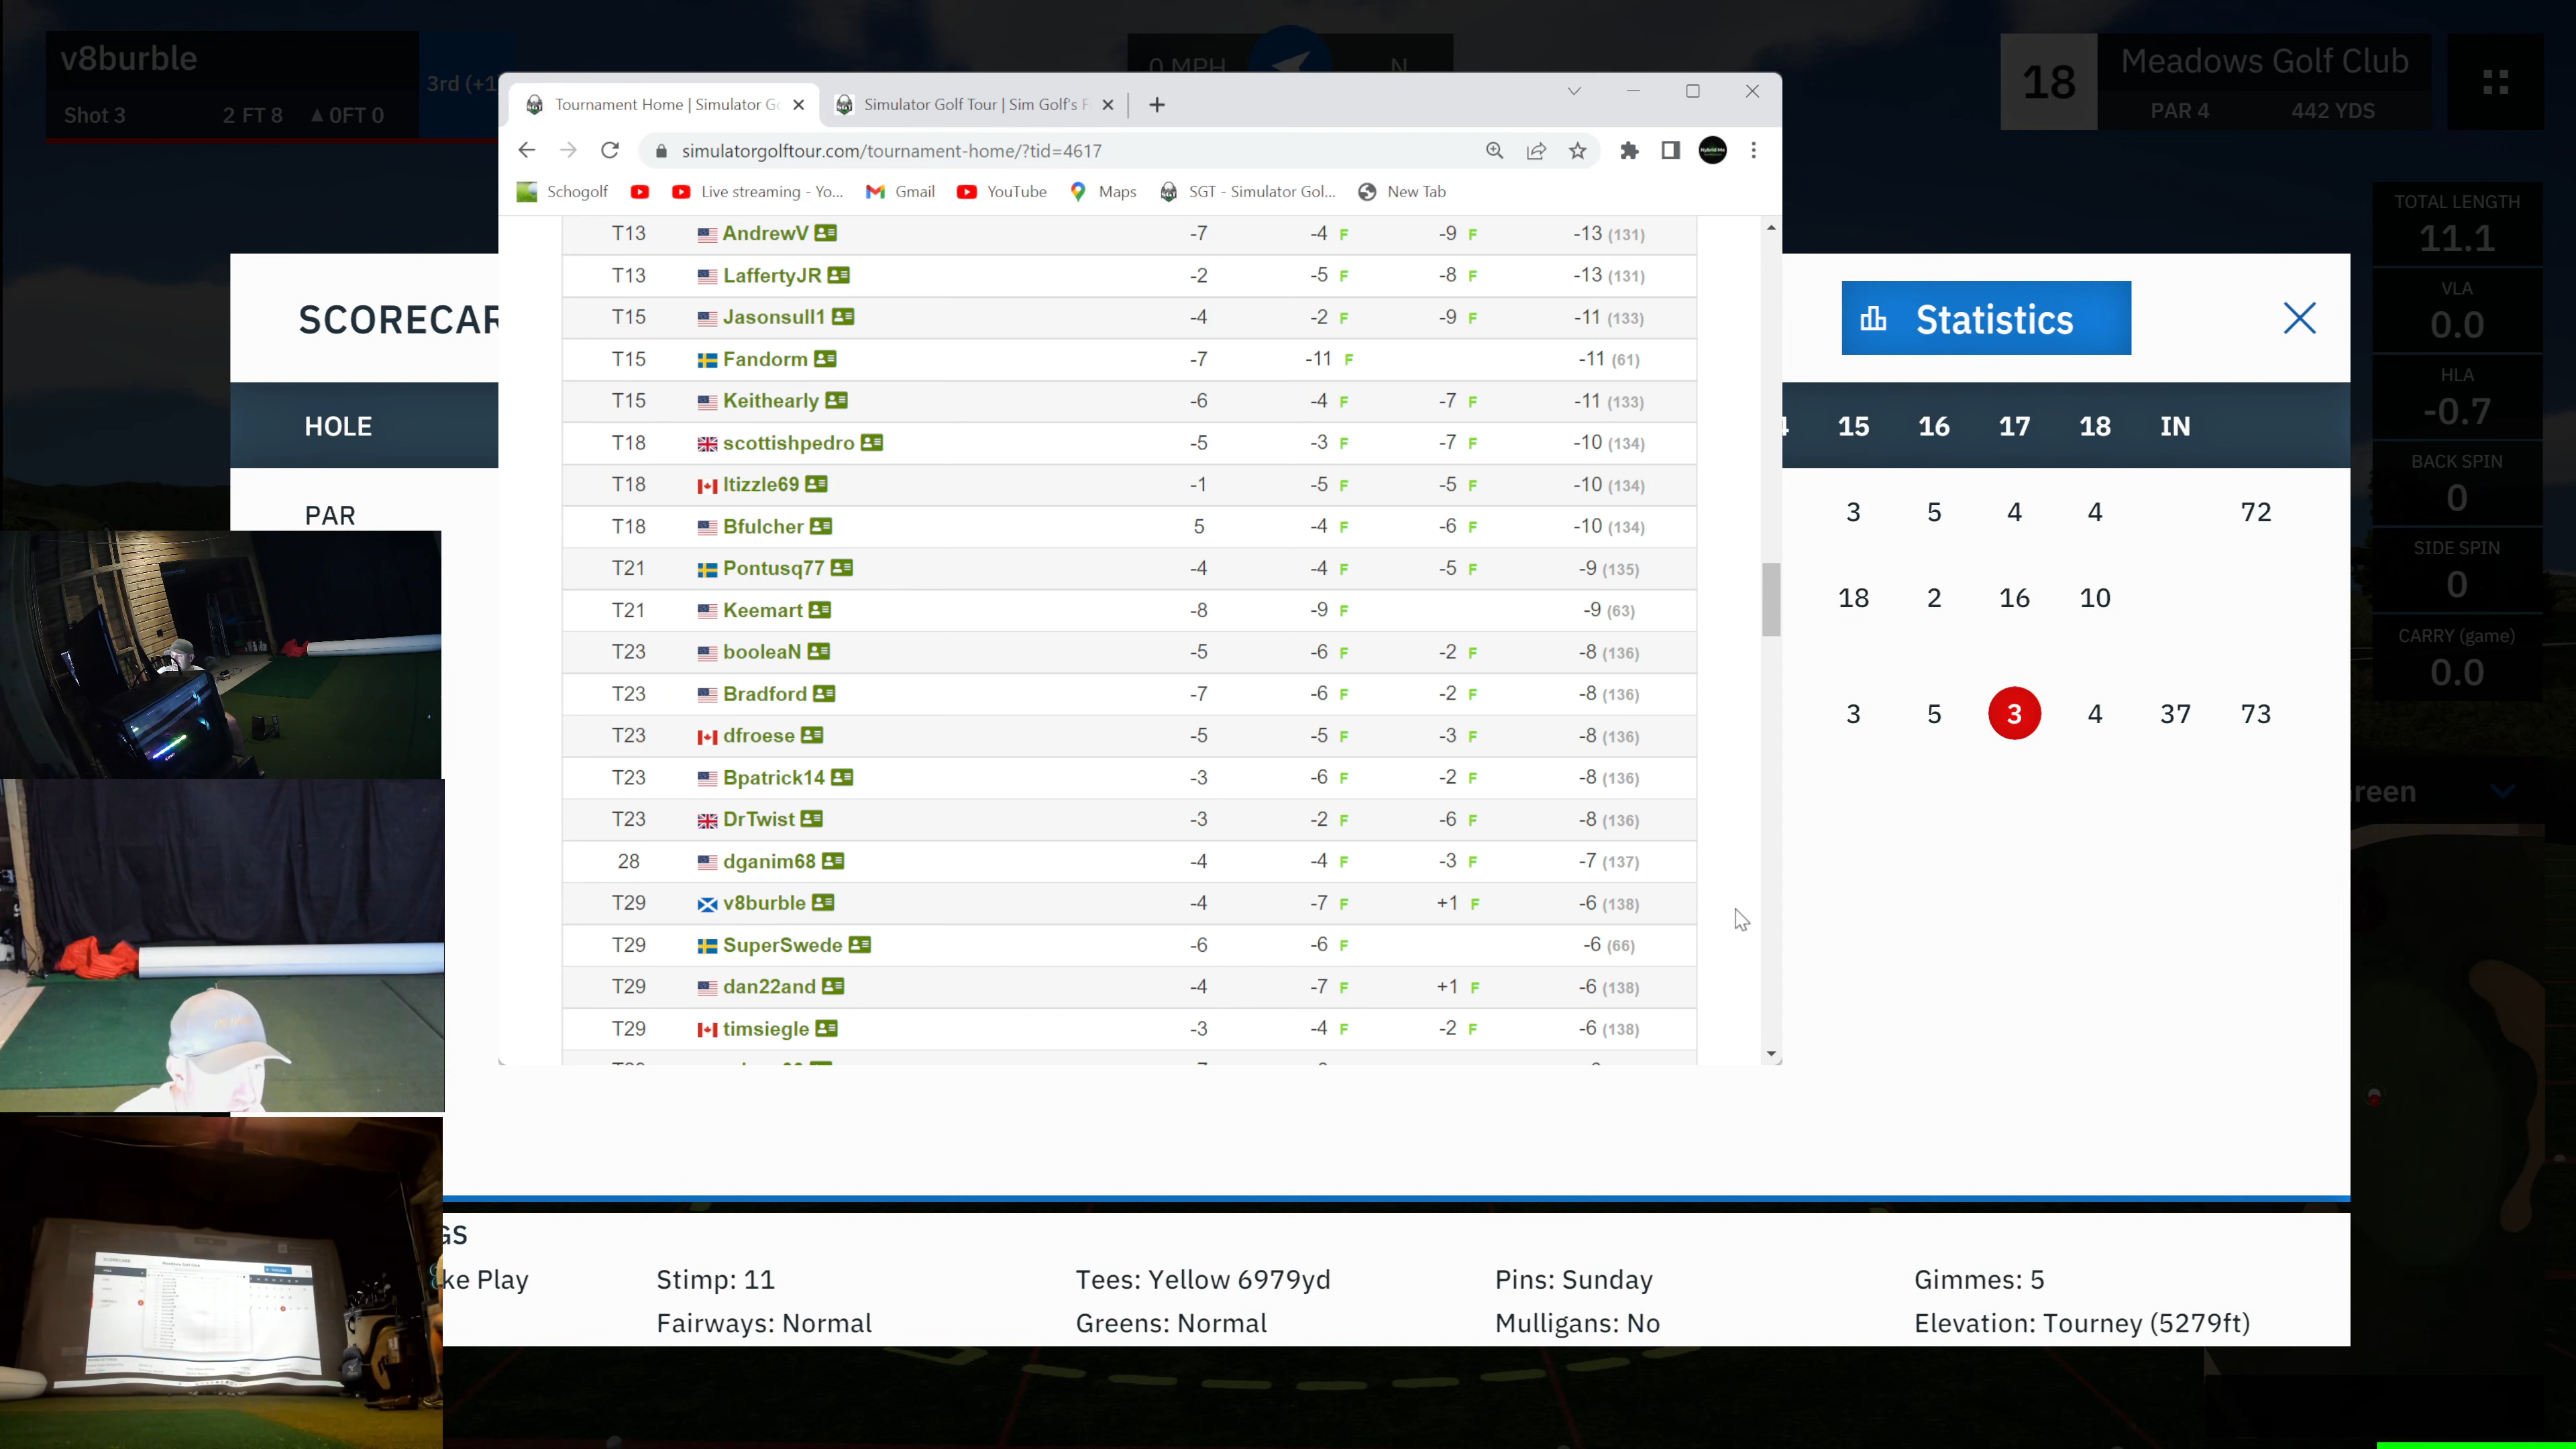 v8burble
3rd (+1
Shot 3 2 FT 8 ▲0FT 0
0 MPH N
18 Meadows Golf Club
PAR 4 442 YDS
Tournament Home | Simulator Go
Simulator Golf Tour | Sim Golf's F
simulatorgolftour.com/tournament-home/?tid=4617
Schogolf Live streaming - Yo... Gmail YouTube Maps SGT - Simulator Gol... New Tab
T13 AndrewV -7 -4 F -9 F -13 (131)
T13 LaffertyJR -2 -5 F -8 F -13 (131)
T15 Jasonsull1 -4 -2 F -9 F -11 (133)
T15 Fandorm -7 -11 F -11 (61)
T15 Keithearly -6 -4 F -7 F -11 (133)
T18 scottishpedro -5 -3 F -7 F -10 (134)
T18 ltizzle69 -1 -5 F -5 F -10 (134)
T18 Bfulcher 5 -4 F -6 F -10 (134)
T21 Pontusq77 -4 -4 F -5 F -9 (135)
T21 Keemart -8 -9 F -9 (63)
T23 booleaN -5 -6 F -2 F -8 (136)
T23 Bradford -7 -6 F -2 F -8 (136)
T23 dfroese -5 -5 F -3 F -8 (136)
T23 Bpatrick14 -3 -6 F -2 F -8 (136)
T23 DrTwist -3 -2 F -6 F -8 (136)
28 dganim68 -4 -4 F -3 F -7 (137)
T29 v8burble -4 -7 F +1 F -6 (138)
T29 SuperSwede -6 -6 F -6 (66)
T29 dan22and -4 -7 F +1 F -6 (138)
T29 timsiegle -3 -4 F -2 F -6 (138)
SCORECAR
Statistics
HOLE 15 16 17 18 IN
PAR 3 5 4 4 72
18 2 16 10
3 5 3 4 37 73
TOTAL LENGTH
11.1
VLA
0.0
HLA
-0.7
BACK SPIN
0
SIDE SPIN
0
CARRY (game)
0.0
reen
GS
ke Play Stimp: 11 Tees: Yellow 6979yd Pins: Sunday Gimmes: 5
Fairways: Normal Greens: Normal Mulligans: No Elevation: Tourney (5279ft)